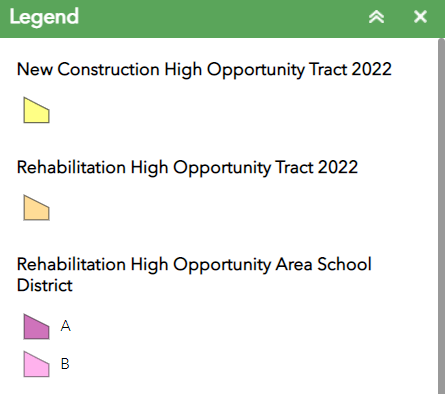 Legend
New Construction High Opportunity Tract 2022
Rehabilitation High Opportunity Tract 2022
Rehabilitation High Opportunity Area School
District
A
B